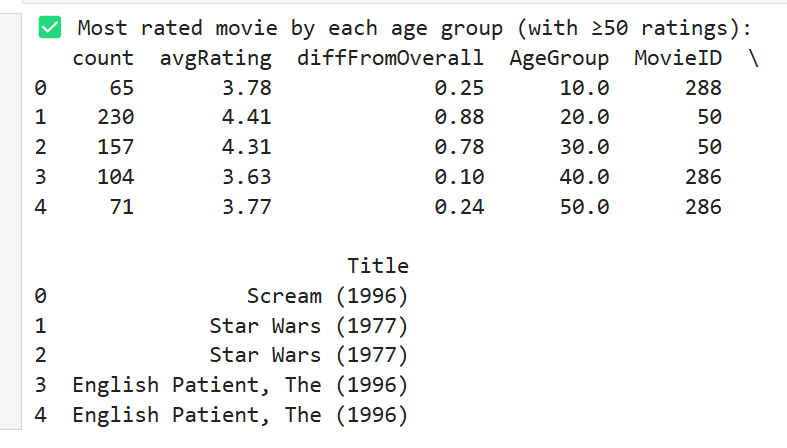 ✅ Most rated movie by each age group (with ≥50 ratings):
   count  avgRating  diffFromOverall  AgeGroup  MovieID  \
0     65       3.78             0.25      10.0      288
1    230       4.41             0.88      20.0       50
2    157       4.31             0.78      30.0       50
3    104       3.63             0.10      40.0      286
4     71       3.77             0.24      50.0      286

                       Title
0              Scream (1996)
1           Star Wars (1977)
2           Star Wars (1977)
3  English Patient, The (1996)
4  English Patient, The (1996)